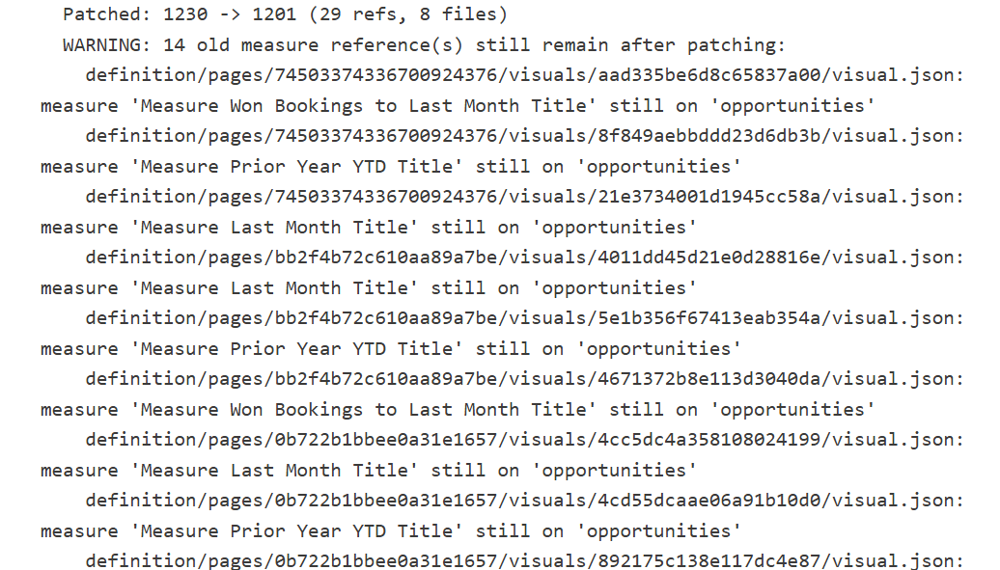 Patched: 1230 -> 1201 (29 refs, 8 files)
WARNING: 14 old measure reference(s) still remain after patching:
definition/pages/74503374336700924376/visuals/aad335be6d8c65837a00/visual.json:
measure 'Measure Won Bookings to Last Month Title' still on 'opportunities'
definition/pages/74503374336700924376/visuals/8f849aebbddd23d6db3b/visual.json:
measure 'Measure Prior Year YTD Title' still on 'opportunities'
definition/pages/74503374336700924376/visuals/21e3734001d1945cc58a/visual.json:
measure 'Measure Last Month Title' still on 'opportunities'
definition/pages/bb2f4b72c610aa89a7be/visuals/4011dd45d21e0d28816e/visual.json:
measure 'Measure Last Month Title' still on 'opportunities'
definition/pages/bb2f4b72c610aa89a7be/visuals/5e1b356f67413eab354a/visual.json:
measure 'Measure Prior Year YTD Title' still on 'opportunities'
definition/pages/bb2f4b72c610aa89a7be/visuals/4671372b8e113d3040da/visual.json:
measure 'Measure Won Bookings to Last Month Title' still on 'opportunities'
definition/pages/0b722b1bbee0a31e1657/visuals/4cc5dc4a358108024199/visual.json:
measure 'Measure Last Month Title' still on 'opportunities'
definition/pages/0b722b1bbee0a31e1657/visuals/4cd55dcaae06a91b10d0/visual.json:
measure 'Measure Prior Year YTD Title' still on 'opportunities'
definition/pages/0b722b1bbee0a31e1657/visuals/892175c138e117dc4e87/visual.json: